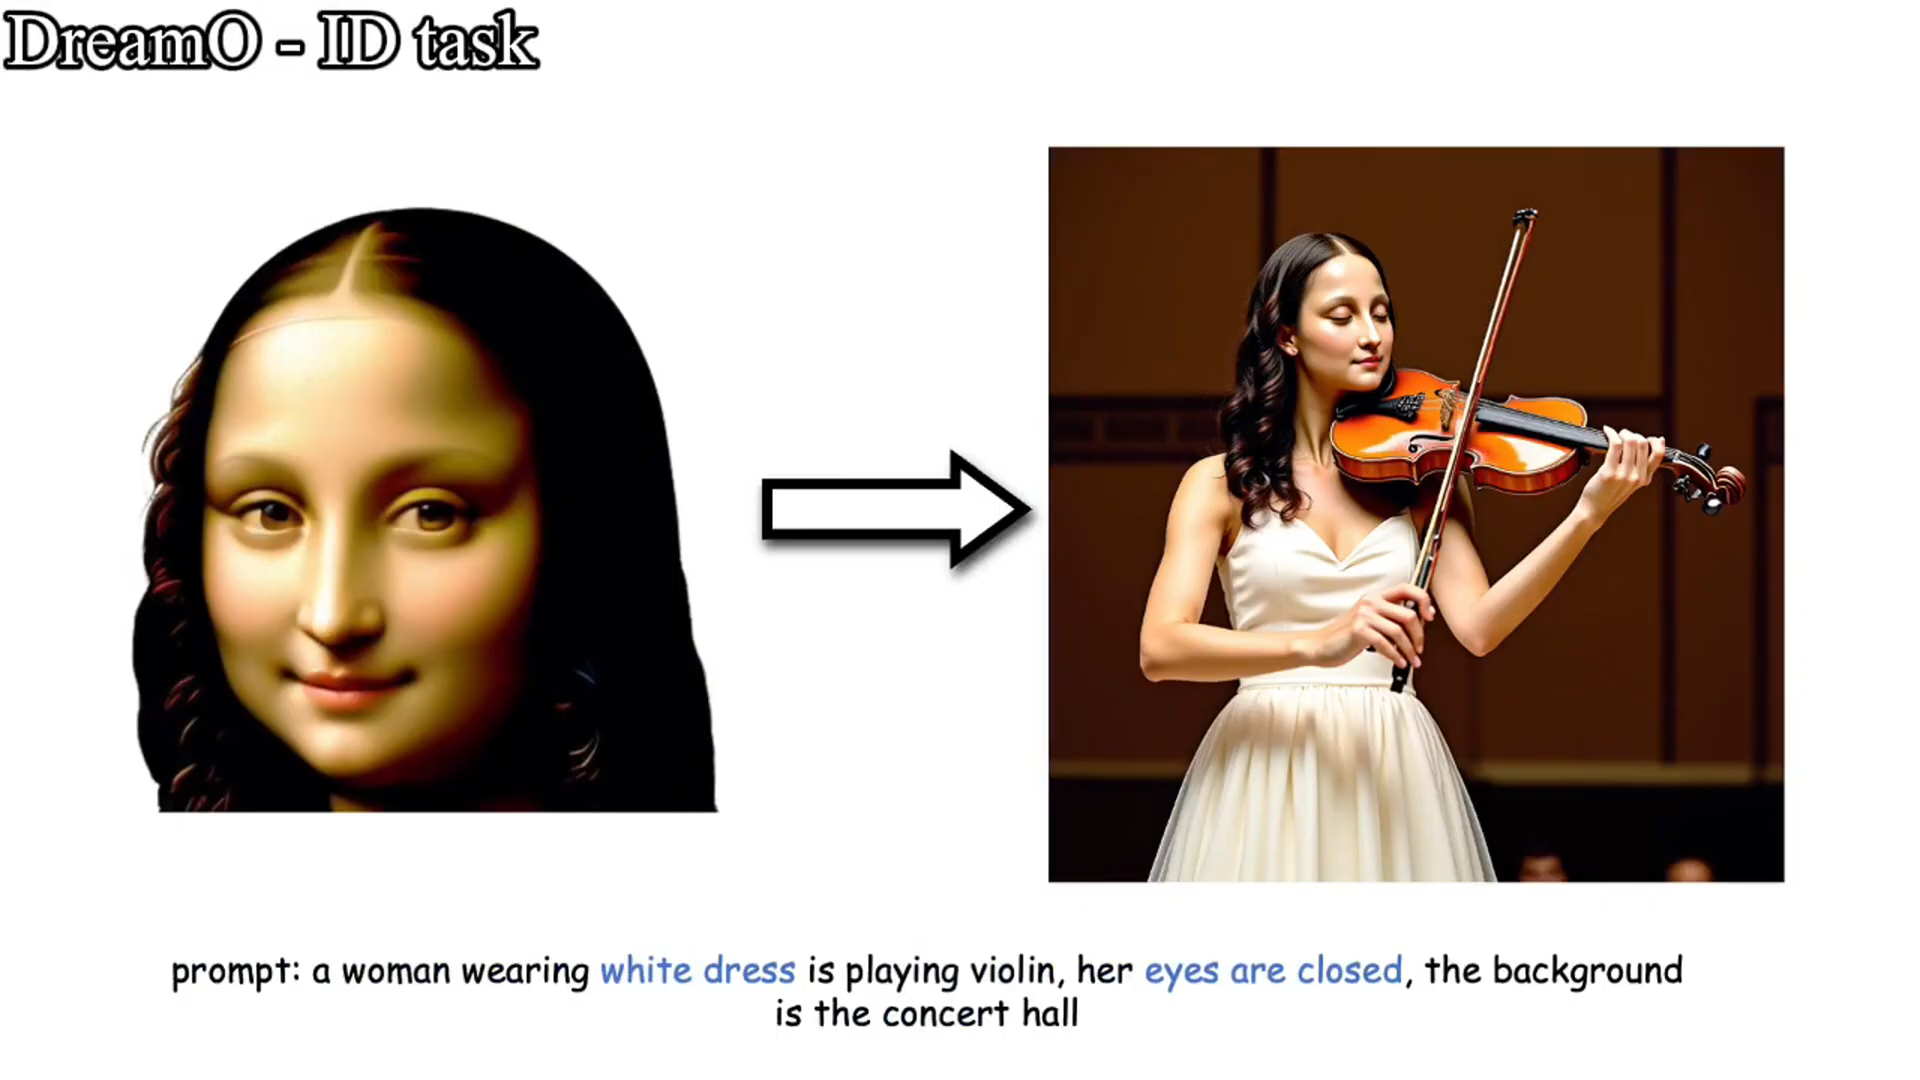 DreamO - ID task
prompt: a woman wearing white dress is playing violin, her eyes are closed, the background
is the concert hall